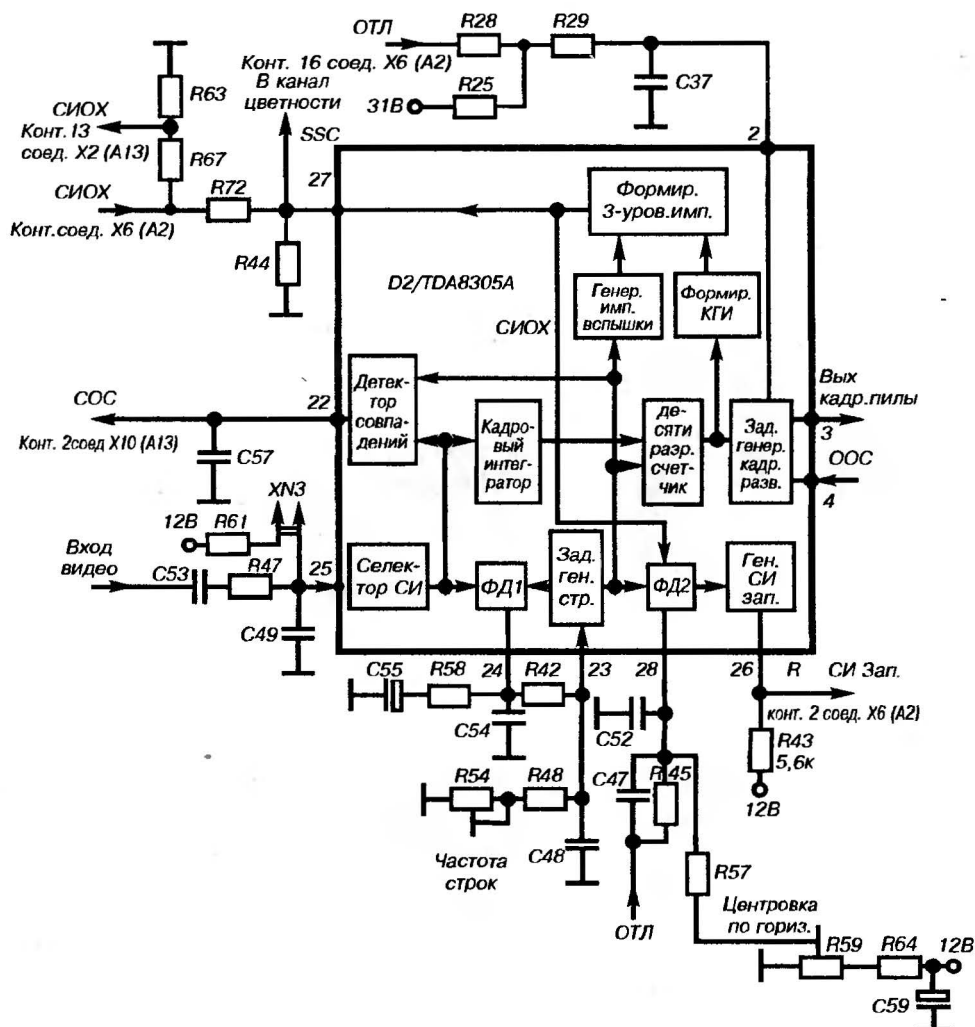 ОТЛ
R28
R29
Конт. 16 соед. X6 (A2)
В канал
цветности
SSC
R25
31В
C37
R63
СИОХ
Конт. 13
соед. X2 (A13)
R67
СИОХ
R72
Конт.соед. X6 (A2)
R44
27
2
Формир.
3-уров.имп.
D2/TDA8305A
СИОХ
Генер.
имп.
вспышки
Формир.
КГИ
СОС
22
Конт. 2соед X10 (A13)
C57
Детек-
тор
совпа-
дений
Кадро-
вый
интег-
ратор
де-
сяти
разр.
счет-
чик
Зад.
генер.
кадр.
разв.
Вых
кадр.пилы
3
ООС
4
XN3
12В
R61
Вход
видео
C53
R47
25
C49
Селек-
тор СИ
ФД1
Зад.
ген.
стр.
ФД2
Ген.
СИ
зап.
24
23
28
26
R
СИ Зап.
конт. 2 соед. X6 (A2)
R43
5,6к
12В
C55
R58
R42
C54
C52
R54
R48
C48
Частота
строк
C47
R45
ОТЛ
R57
Центровка
по гориз.
R59
R64
12В
C59